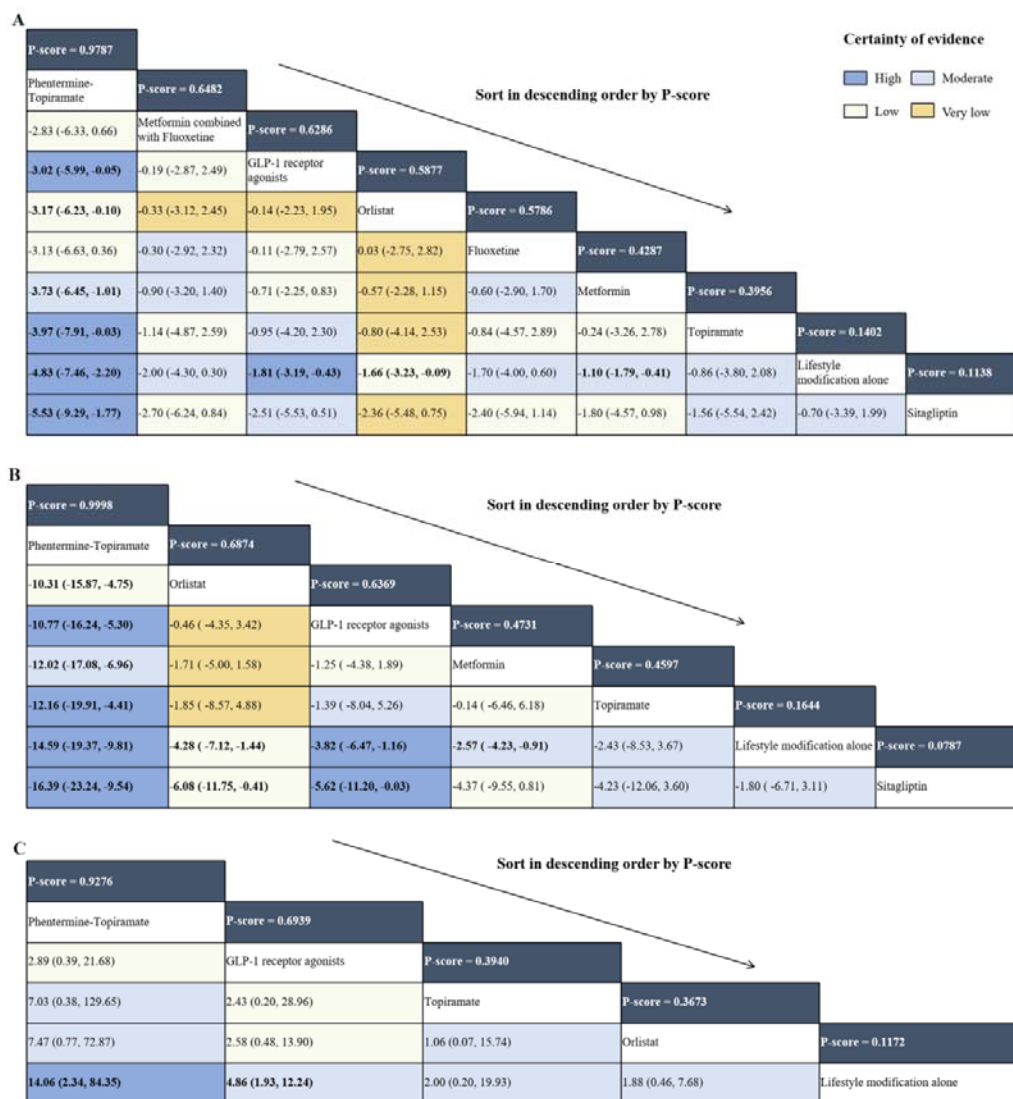 A
P-score = 0.9787
Certainty of evidence
Phentermine-Topiramate
P-score = 0.6482
High
Moderate
Sort in descending order by P-score
Low
Very low
-2.83 (-6.33, 0.66)
Metformin combined with Fluoxetine
P-score = 0.6286
-3.02 (-5.99, -0.05)
-0.19 (-2.87, 2.49)
GLP-1 receptor agonists
P-score = 0.5877
-3.17 (-6.23, -0.10)
-0.33 (-3.12, 2.45)
-0.14 (-2.23, 1.95)
Orlistat
P-score = 0.5786
-3.13 (-6.63, 0.36)
-0.30 (-2.92, 2.32)
-0.11 (-2.79, 2.57)
0.03 (-2.75, 2.82)
Fluoxetine
P-score = 0.4287
-3.73 (-6.45, -1.01)
-0.90 (-3.20, 1.40)
-0.71 (-2.25, 0.83)
-0.57 (-2.28, 1.15)
-0.60 (-2.90, 1.70)
Metformin
P-score = 0.3956
-3.97 (-7.91, -0.03)
-1.14 (-4.87, 2.59)
-0.95 (-4.20, 2.30)
-0.80 (-4.14, 2.53)
-0.84 (-4.57, 2.89)
-0.24 (-3.26, 2.78)
Topiramate
P-score = 0.1402
-4.83 (-7.46, -2.20)
-2.00 (-4.30, 0.30)
-1.81 (-3.19, -0.43)
-1.66 (-3.23, -0.09)
-1.70 (-4.00, 0.60)
-1.10 (-1.79, -0.41)
-0.86 (-3.80, 2.08)
Lifestyle modification alone
P-score = 0.1138
-5.53 (-9.29, -1.77)
-2.70 (-6.24, 0.84)
-2.51 (-5.53, 0.51)
-2.36 (-5.48, 0.75)
-2.40 (-5.94, 1.14)
-1.80 (-4.57, 0.98)
-1.56 (-5.54, 2.42)
-0.70 (-3.39, 1.99)
Sitagliptin
B
P-score = 0.9998
Sort in descending order by P-score
Phentermine-Topiramate
P-score = 0.6874
-10.31 (-15.87, -4.75)
Orlistat
P-score = 0.6369
-10.77 (-16.24, -5.30)
-0.46 ( -4.35, 3.42)
GLP-1 receptor agonists
P-score = 0.4731
-12.02 (-17.08, -6.96)
-1.71 ( -5.00, 1.58)
-1.25 ( -4.38, 1.89)
Metformin
P-score = 0.4597
-12.16 (-19.91, -4.41)
-1.85 ( -8.57, 4.88)
-1.39 ( -8.04, 5.26)
-0.14 ( -6.46, 6.18)
Topiramate
P-score = 0.1644
-14.59 (-19.37, -9.81)
-4.28 ( -7.12, -1.44)
-3.82 ( -6.47, -1.16)
-2.57 ( -4.23, -0.91)
-2.43 ( -8.53, 3.67)
Lifestyle modification alone
P-score = 0.0787
-16.39 (-23.24, -9.54)
-6.08 (-11.75, -0.41)
-5.62 (-11.20, -0.03)
-4.37 ( -9.55, 0.81)
-4.23 (-12.06, 3.60)
-1.80 ( -6.71, 3.11)
Sitagliptin
C
Sort in descending order by P-score
P-score = 0.9276
Phentermine-Topiramate
P-score = 0.6939
2.89 (0.39, 21.68)
GLP-1 receptor agonists
P-score = 0.3940
7.03 (0.38, 129.65)
2.43 (0.20, 28.96)
Topiramate
P-score = 0.3673
7.47 (0.77, 72.87)
2.58 (0.48, 13.90)
1.06 (0.07, 15.74)
Orlistat
P-score = 0.1172
14.06 (2.34, 84.35)
4.86 (1.93, 12.24)
2.00 (0.20, 19.93)
1.88 (0.46, 7.68)
Lifestyle modification alone